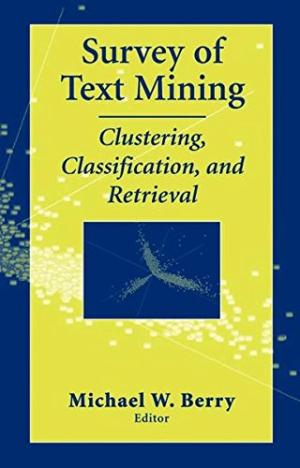 Survey of
Text Mining
Clustering,
Classification, and
Retrieval
Michael W. Berry
Editor